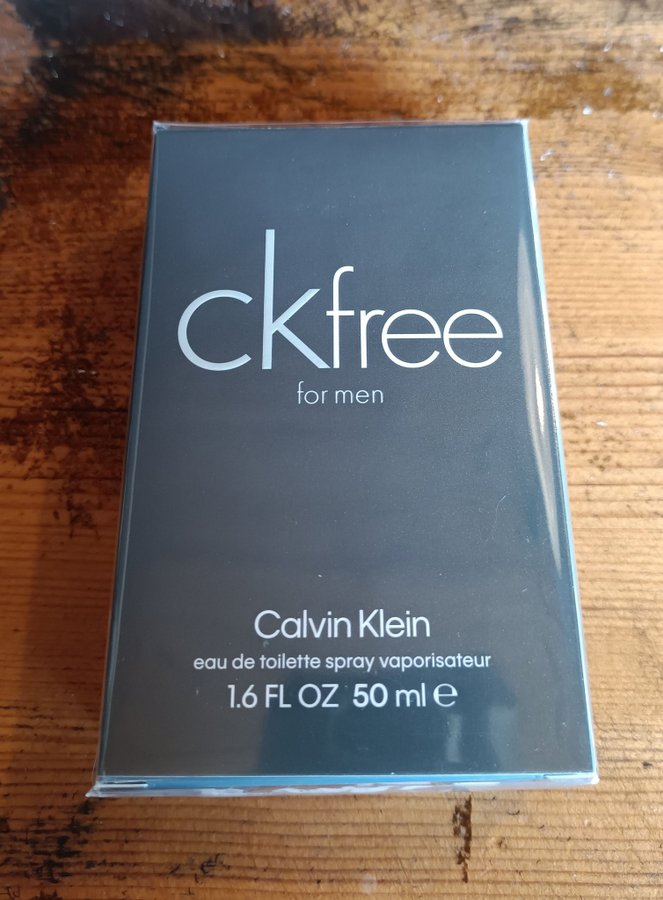 ckfree
for men
Calvin Klein
eau de toilette spray vaporisateur
1.6 FL OZ 50 ml ℮